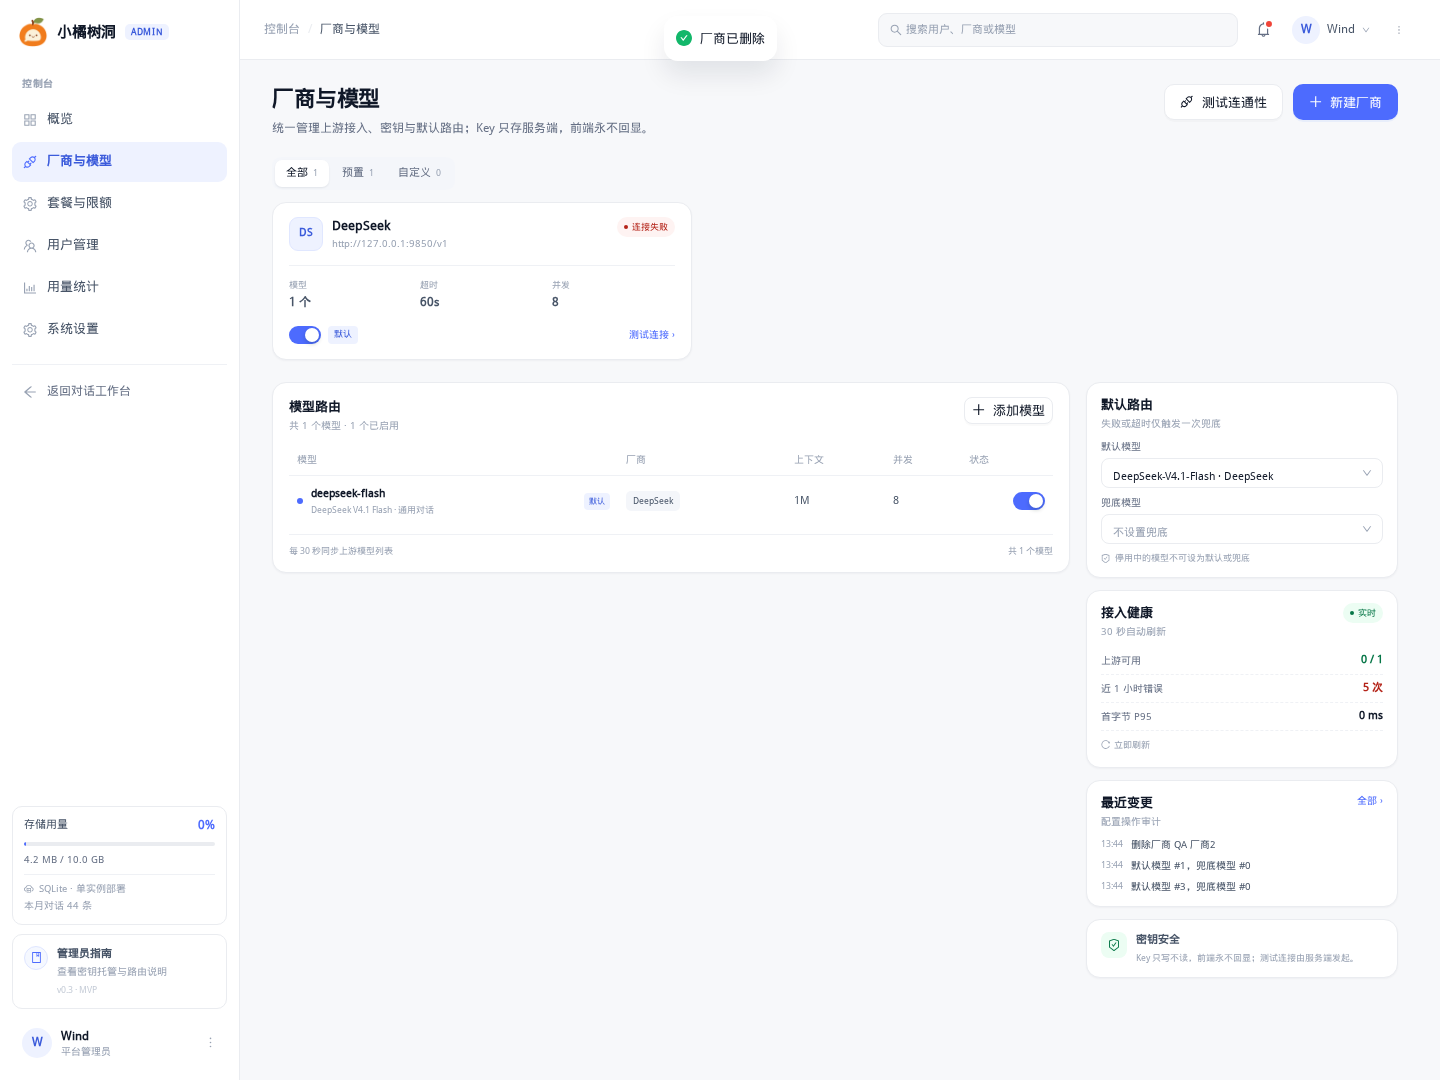 小橘树洞 ADMIN
控制台
概览
厂商与模型
套餐与限额
用户管理
用量统计
系统设置
返回对话工作台
存储用量 0%
4.2 MB / 10.0 GB
SQLite · 单实例部署
本月对话 44 条
管理员指南
查看密钥托管与路由说明
v0.3 · MVP
W Wind
平台管理员
控制台 / 厂商与模型
厂商已删除
搜索用户、厂商或模型
W Wind
厂商与模型
统一管理上游接入、密钥与默认路由；Key 只存服务端，前端永不回显。
测试连通性
新建厂商
全部 1 预置 1 自定义 0
DS DeepSeek 连接失败
http://127.0.0.1:9850/v1
模型 超时 并发
1 个 60s 8
默认 测试连接 ›
模型路由
共 1 个模型 · 1 个已启用
添加模型
模型 厂商 上下文 并发 状态
deepseek-flash 默认 DeepSeek 1M 8
DeepSeek V4.1 Flash · 通用对话
每 30 秒同步上游模型列表 共 1 个模型
默认路由
失败或超时仅触发一次兜底
默认模型
DeepSeek-V4.1-Flash · DeepSeek
兜底模型
不设置兜底
停用中的模型不可设为默认或兜底
接入健康 实时
30 秒自动刷新
上游可用 0 / 1
近 1 小时错误 5 次
首字节 P95 0 ms
立即刷新
最近变更 全部 ›
配置操作审计
13:44 删除厂商 QA 厂商2
13:44 默认模型 #1，兜底模型 #0
13:44 默认模型 #3，兜底模型 #0
密钥安全
Key 只写不读，前端永不回显；测试连接由服务端发起。